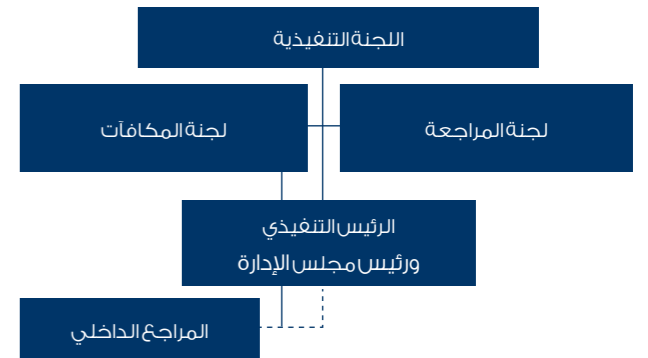 اللجنة التنفيذية
لجنة المراجعة
لجنة المكافآت
الرئيس التنفيذي
ورئيس مجلس الإدارة
المراجع الداخلي